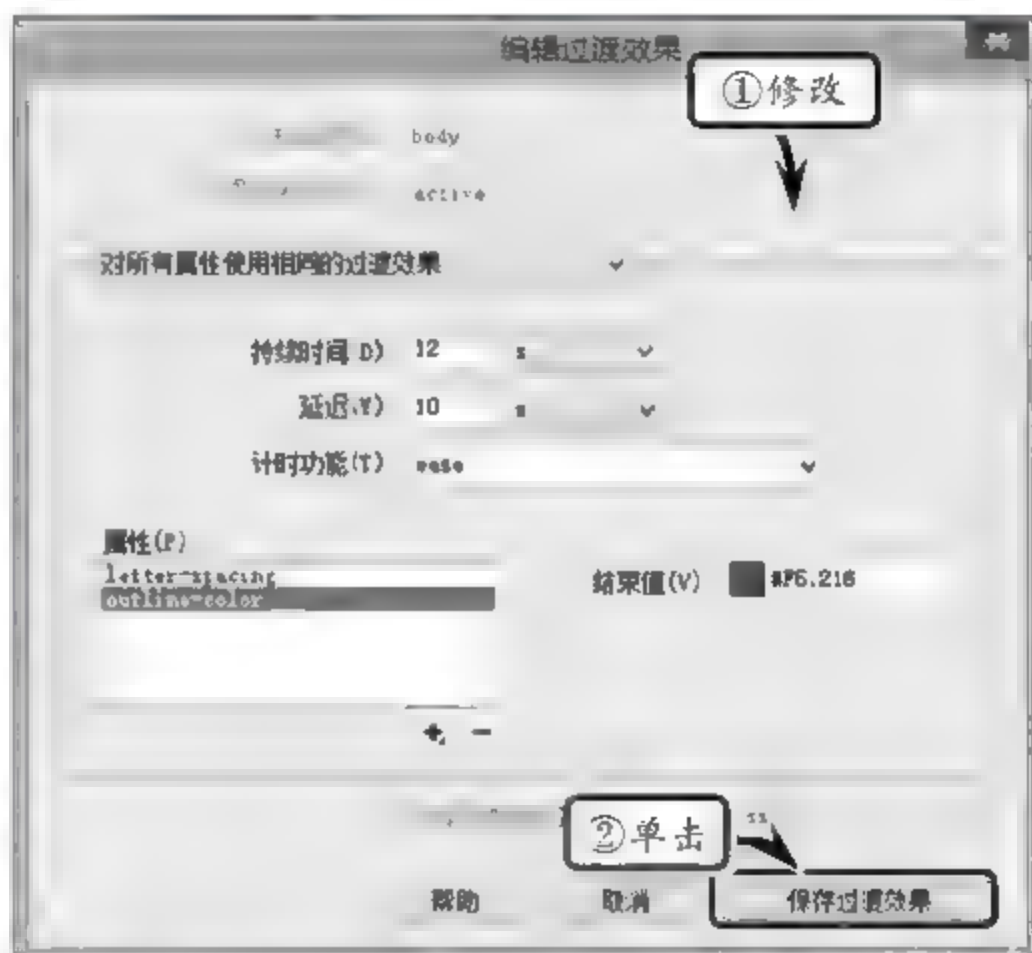 编辑过渡效果
①修改
body
active
对所有属性使用相同的过渡效果
持续时间 D) 12 s
延迟(Y) 10 s
计时功能(T) ease
属性(P)
letter-spacing
outline-color
结果值(V)
②单击
帮助 取消 保存过渡效果